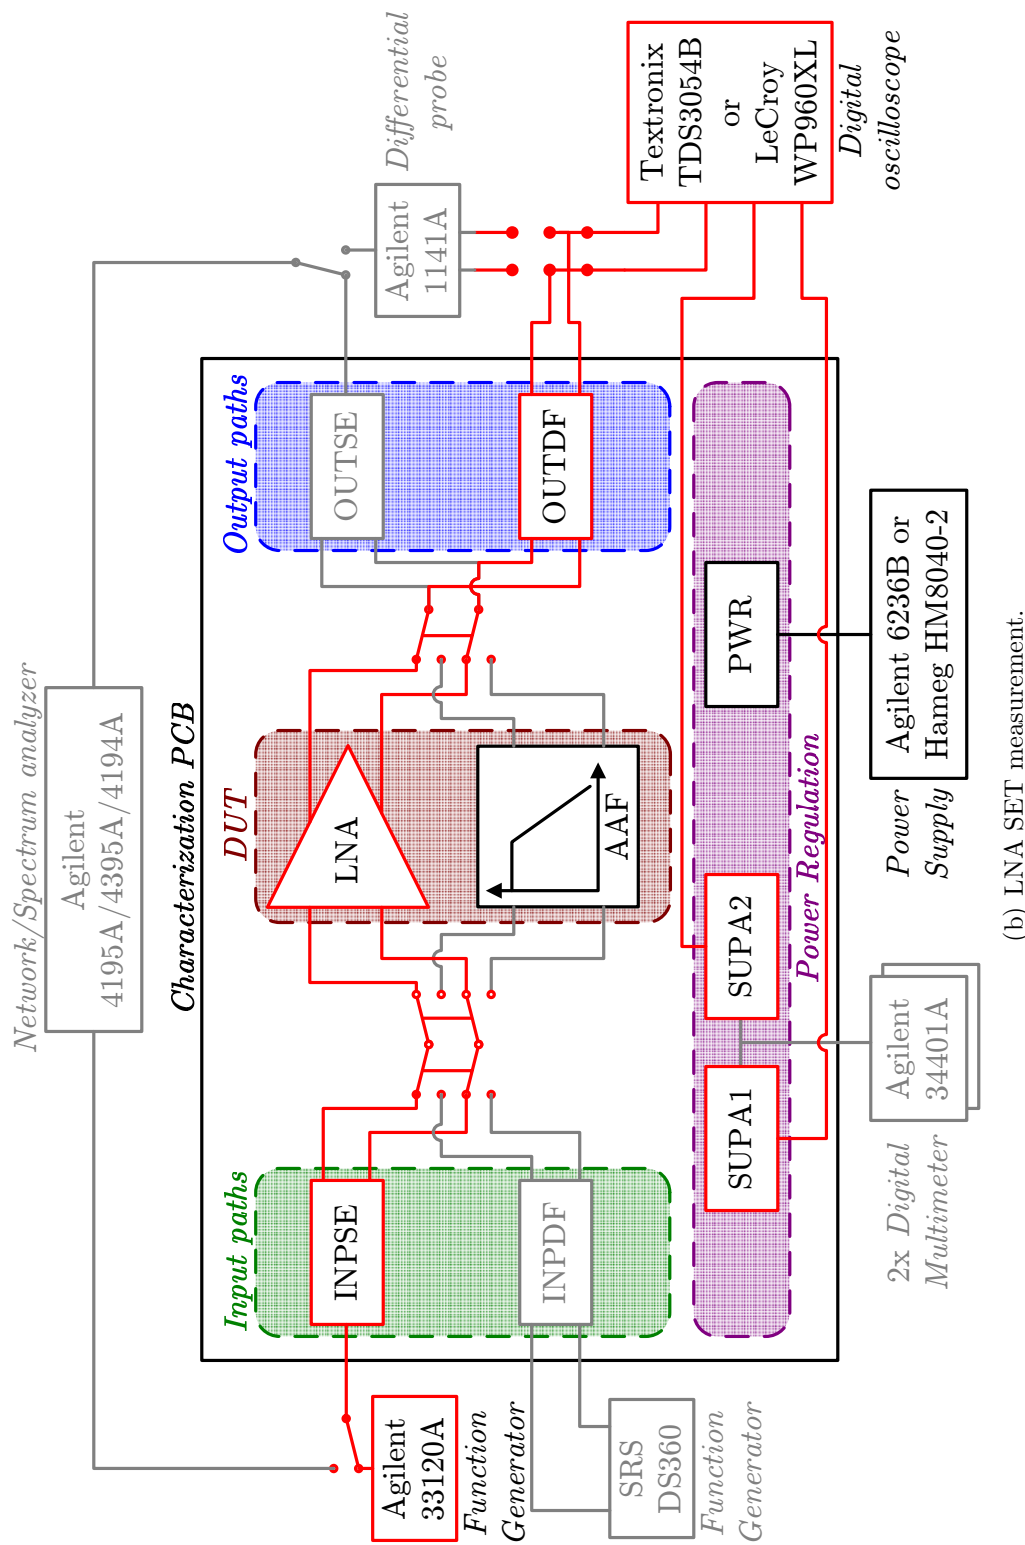 Network/Spectrum analyzer
Agilent
4195A/4395A/4194A
Characterization PCB
Input paths
DUT
Output paths
INPSE
LNA
OUTSE
Agilent
33120A
Function
Generator
Agilent
1141A
Differential
probe
INPDF
AAF
OUTDF
SRS
DS360
Function
Generator
Textronix
TDS3054B
or
LeCroy
WP960XL
Digital
oscilloscope
SUPA1
SUPA2
PWR
Power Regulation
2x Digital
Multimeter
Agilent
34401A
Power
Supply
Agilent 6236B or
Hameg HM8040-2
(b) LNA SET measurement.